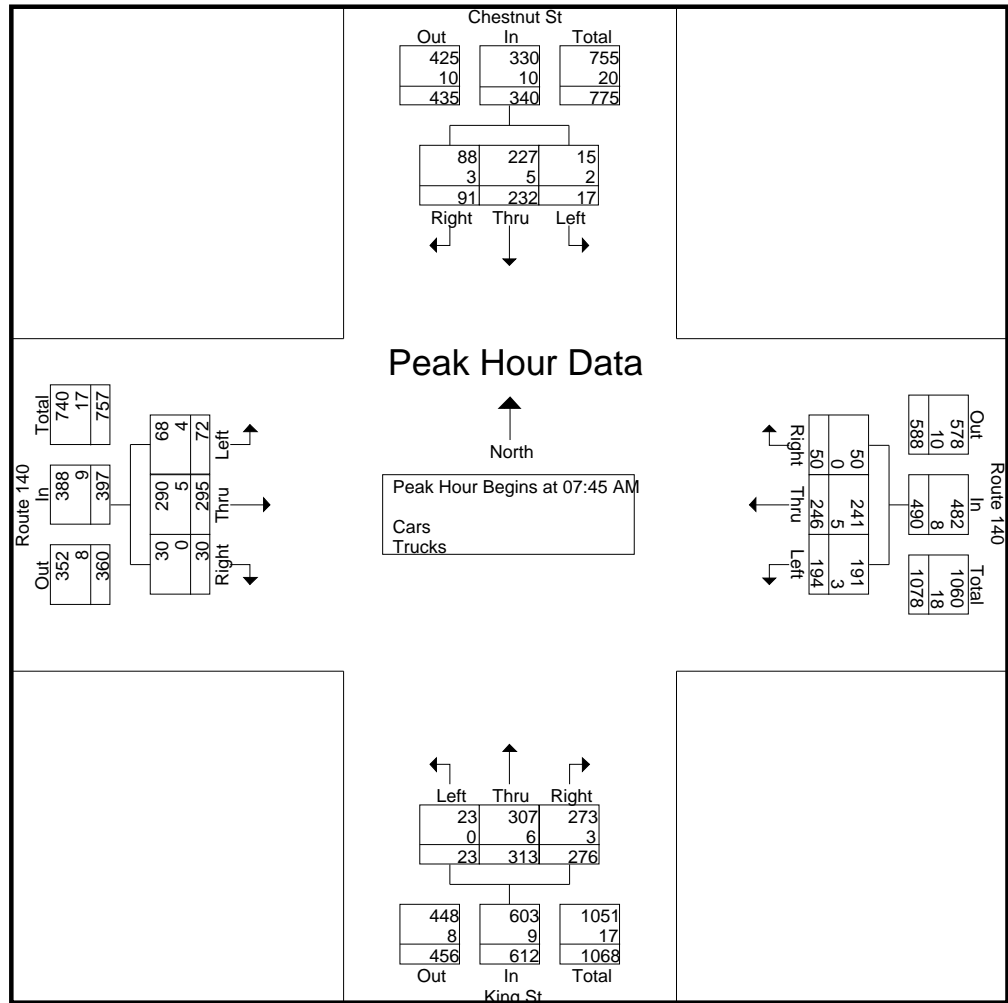 Chestnut St
Out In Total
425 330 755
10 10 20
435 340 775
88 227 15
3 5 2
91 232 17
Right Thru Left
Peak Hour Data
North
Peak Hour Begins at 07:45 AM
Cars
Trucks
Route 140
Out In Total
352 388 740
8 9 17
360 397 757
30 290 68
0 5 4
30 295 72
Right Thru Left
Route 140
Out In Total
578 482 1060
10 8 18
588 490 1078
50 241 191
0 5 3
50 246 194
Right Thru Left
Left Thru Right
23 307 273
0 6 3
23 313 276
448 603 1051
8 9 17
456 612 1068
Out In Total
King St